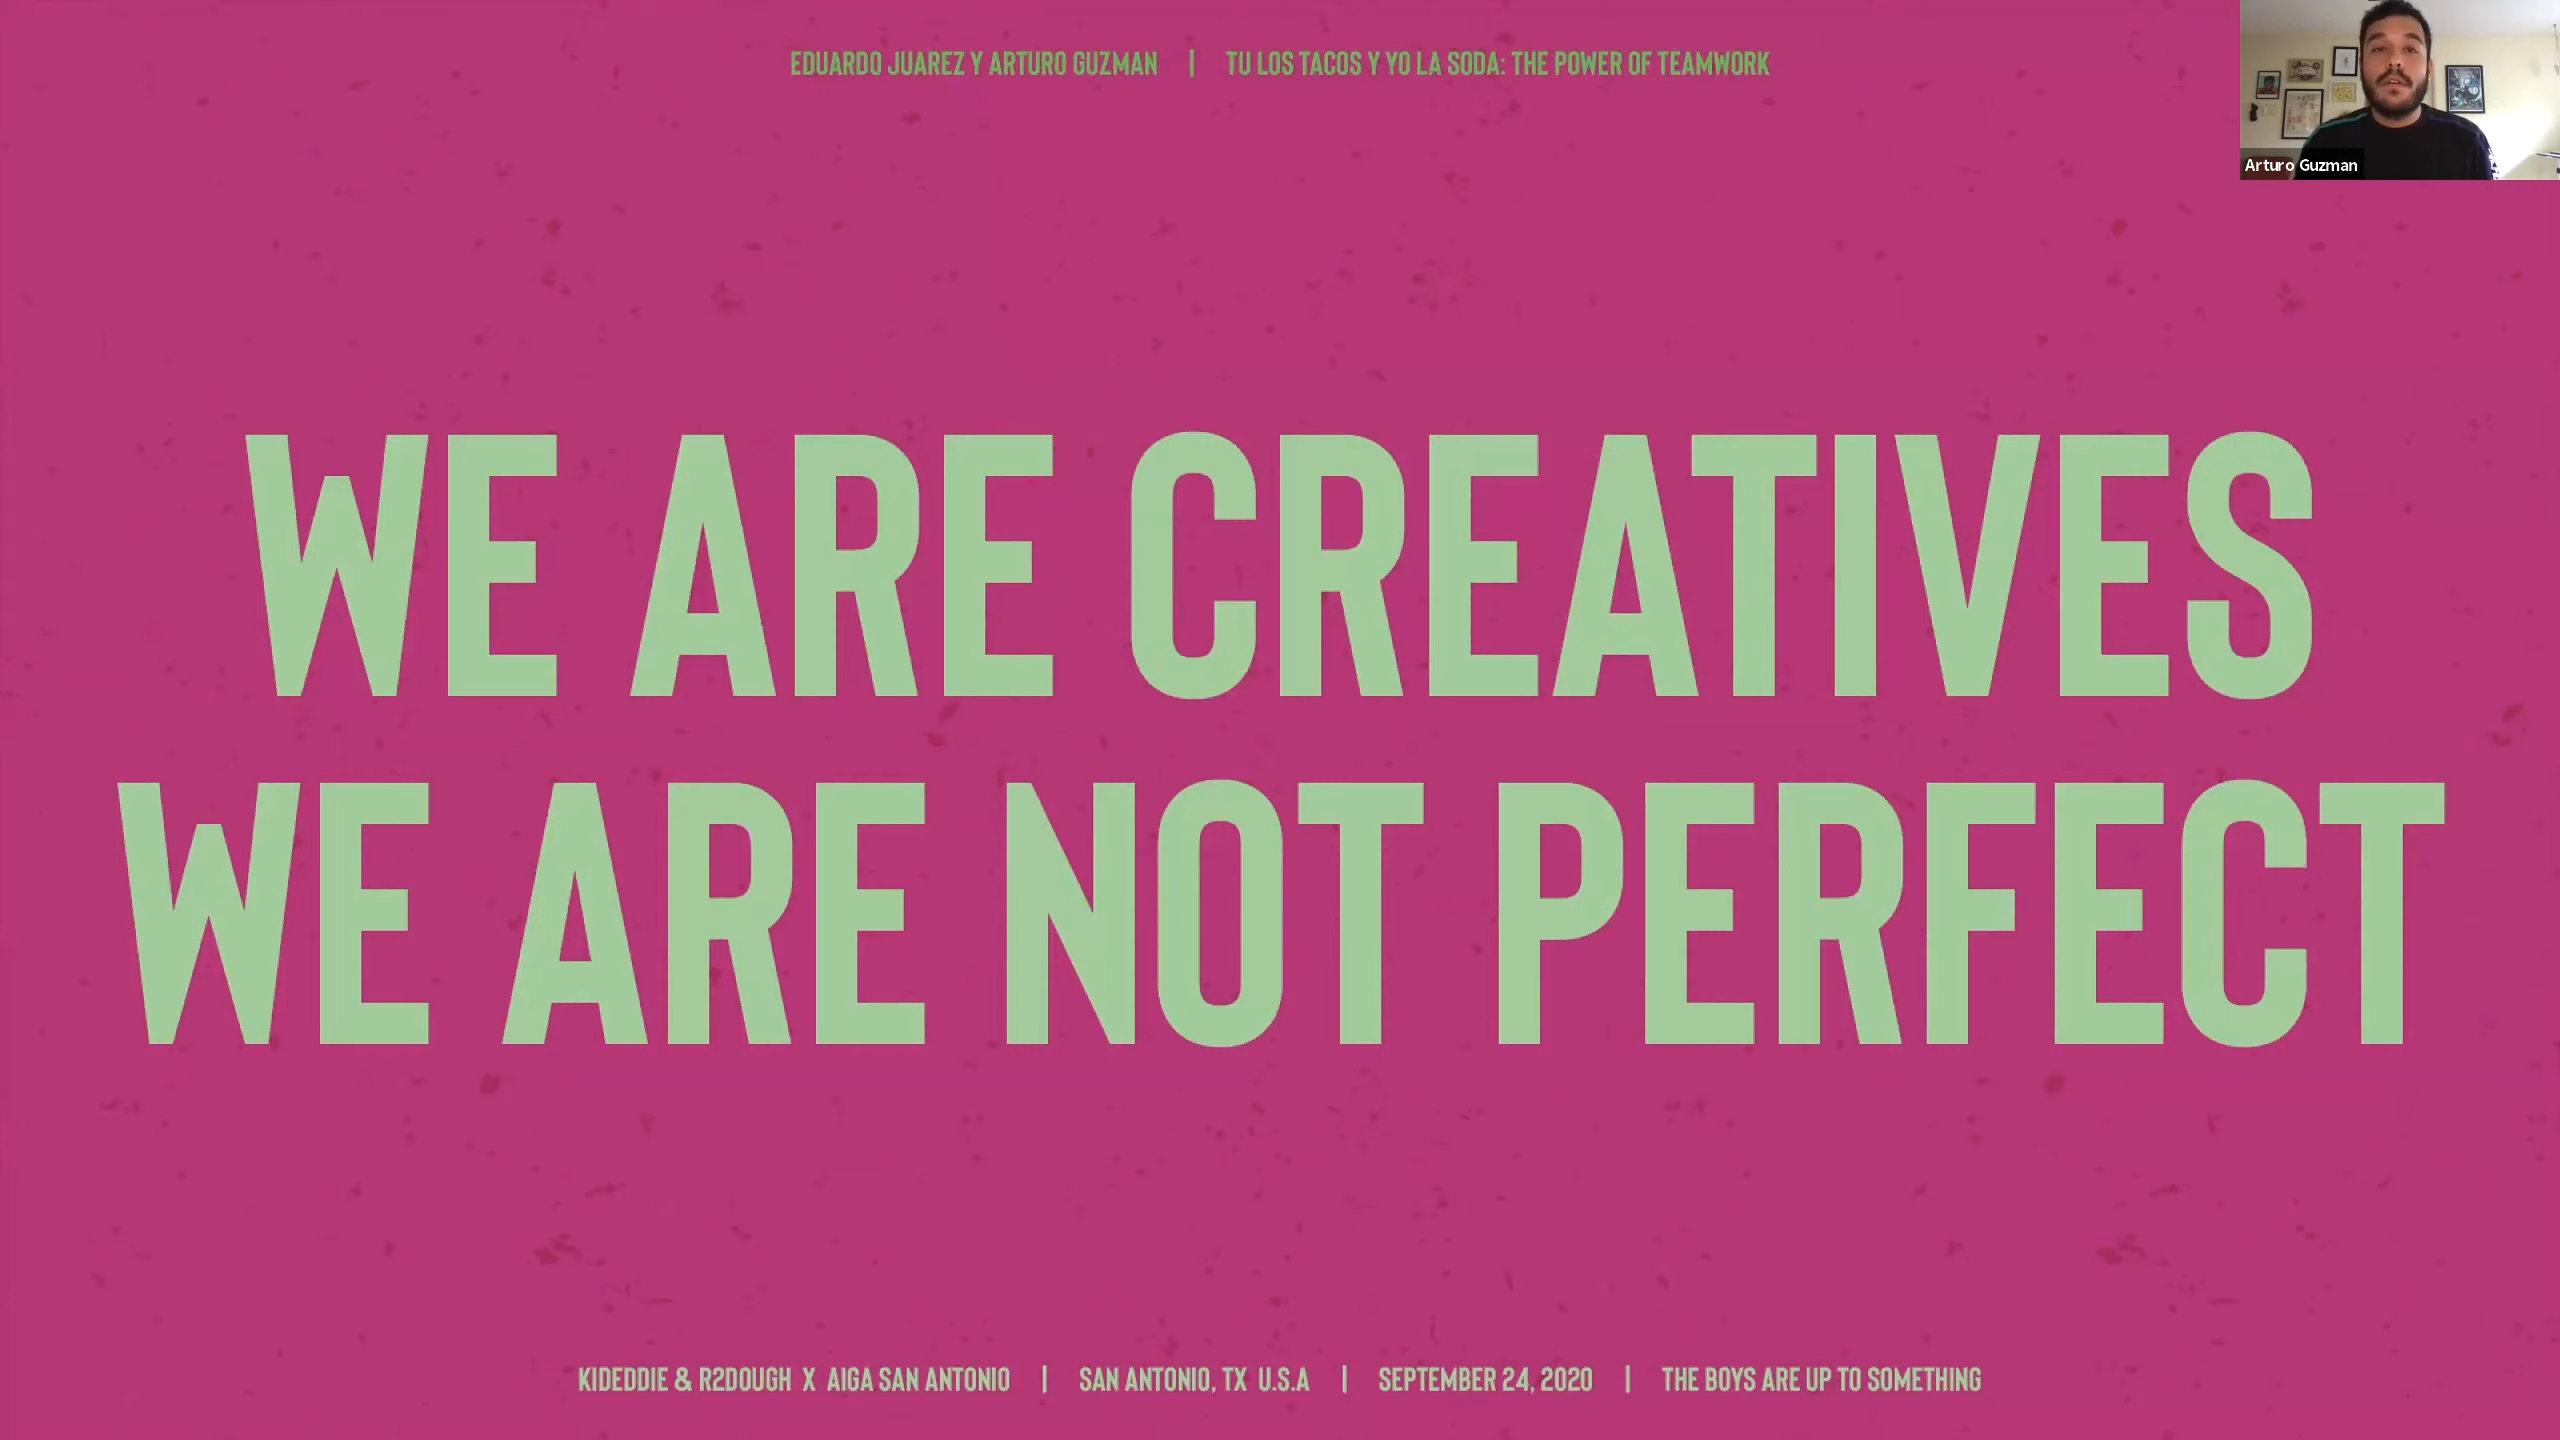 EDUARDO JUAREZ Y ARTURO GUZMAN | TU LOS TACOS Y YO LA SODA: THE POWER OF TEAMWORK
Arturo Guzman
WE ARE CREATIVES
WE ARE NOT PERFECT
KIDEDDIE & R2DOUGH X AIGA SAN ANTONIO | SAN ANTONIO, TX U.S.A | SEPTEMBER 24, 2020 | THE BOYS ARE UP TO SOMETHING